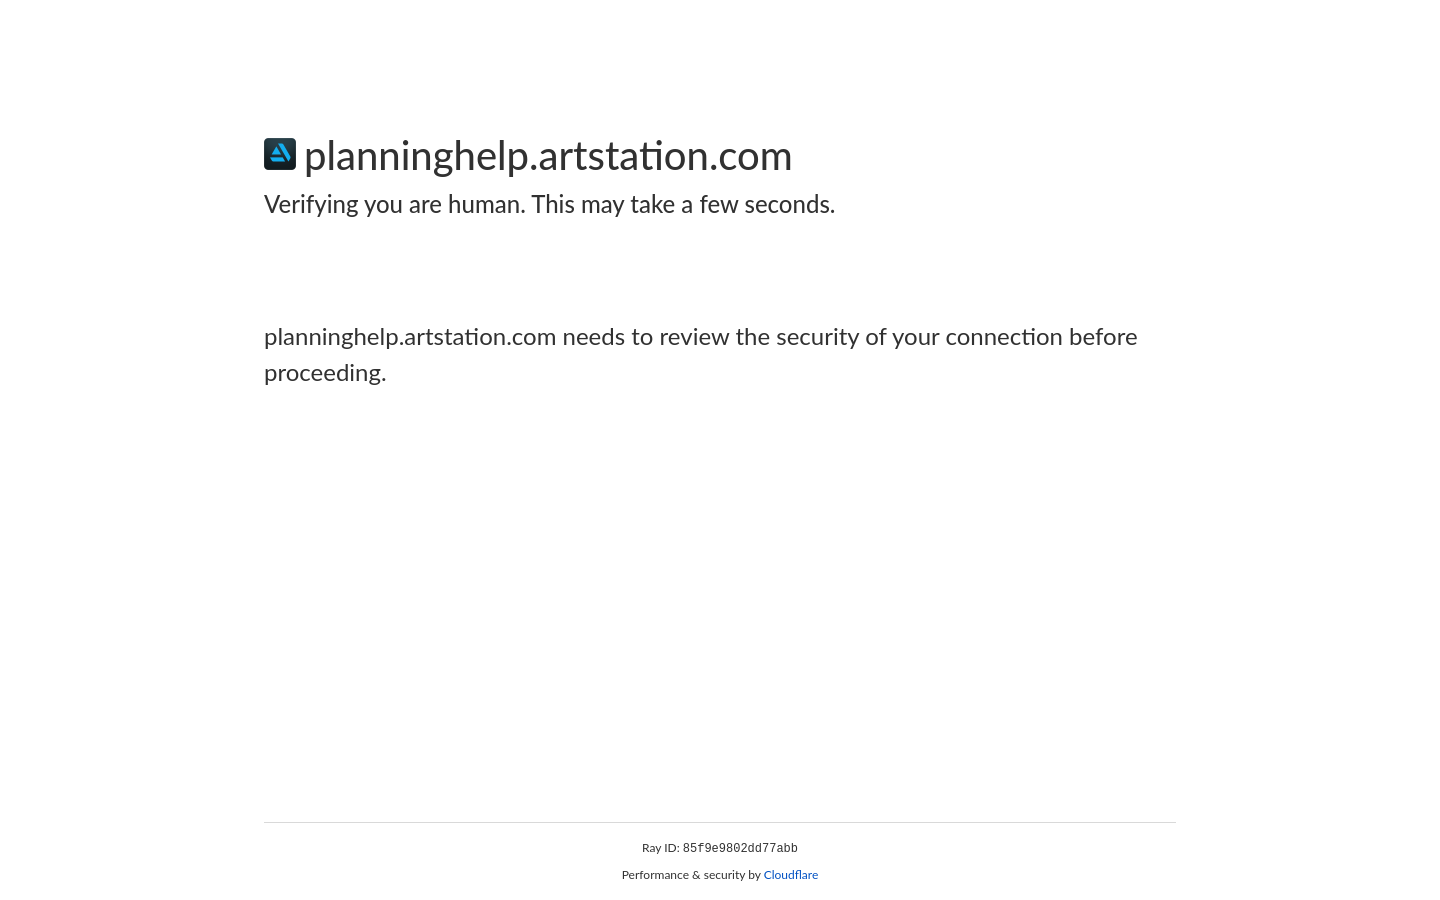 planninghelp.artstation.com
Verifying you are human. This may take a few seconds.
planninghelp.artstation.com needs to review the security of your connection before
proceeding.
Ray ID: 85f9e9802dd77abb
Performance & security by Cloudflare